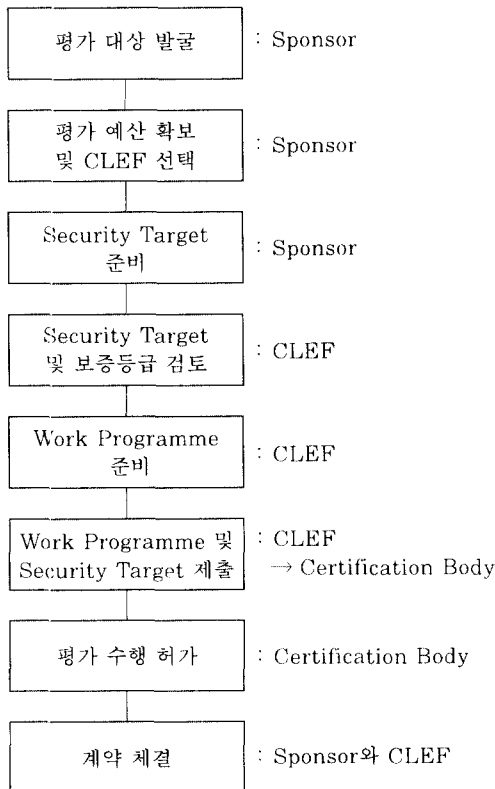 평가 대상 발굴 : Sponsor
평가 예산 확보
및 CLEF 선택 : Sponsor
Security Target
준비 : Sponsor
Security Target
및 보증등급 검토 : CLEF
Work Programme
준비 : CLEF
Work Programme 및 : CLEF
Security Target 제출 → Certification Body
평가 수행 허가 : Certification Body
계약 체결 : Sponsor와 CLEF